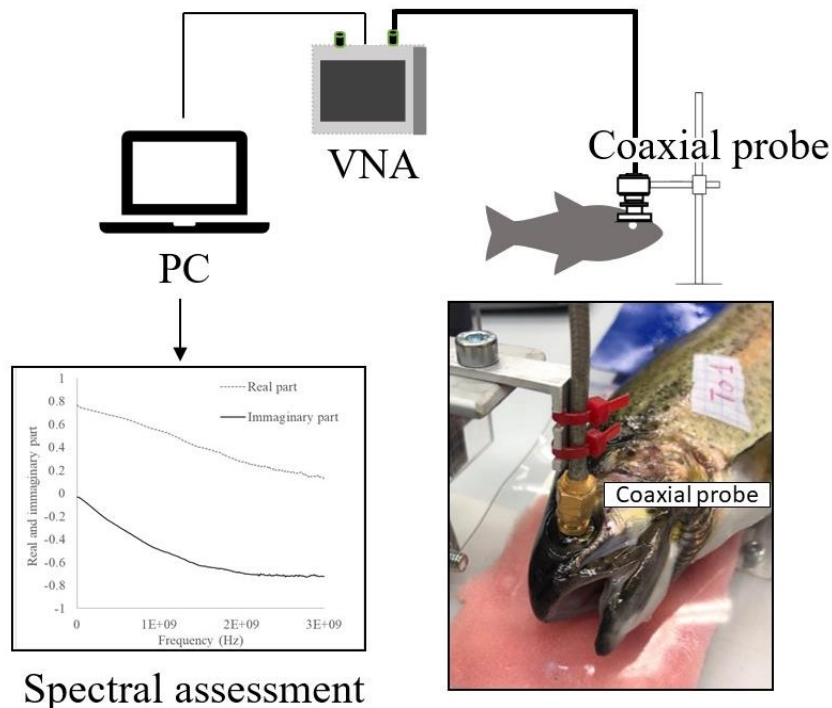 VNA
Coaxial probe
PC
Real and immaginary part
1
0.8
0.6
0.4
0.2
0
-0.2
-0.4
-0.6
-0.8
-1
Real part
Immaginary part
0
1E+09
2E+09
3E+09
Frequency (Hz)
Spectral assessment
To1
Coaxial probe